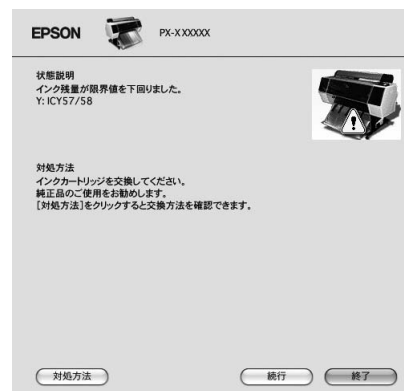 EPSON PX-XXXXXX
状態説明
インク残量が限界値を下回りました。
Y: ICY57/58
対処方法
インクカートリッジを交換してください。
純正品のご使用をお勧めします。
[対処方法]をクリックすると交換方法を確認できます。
対処方法 続行 終了